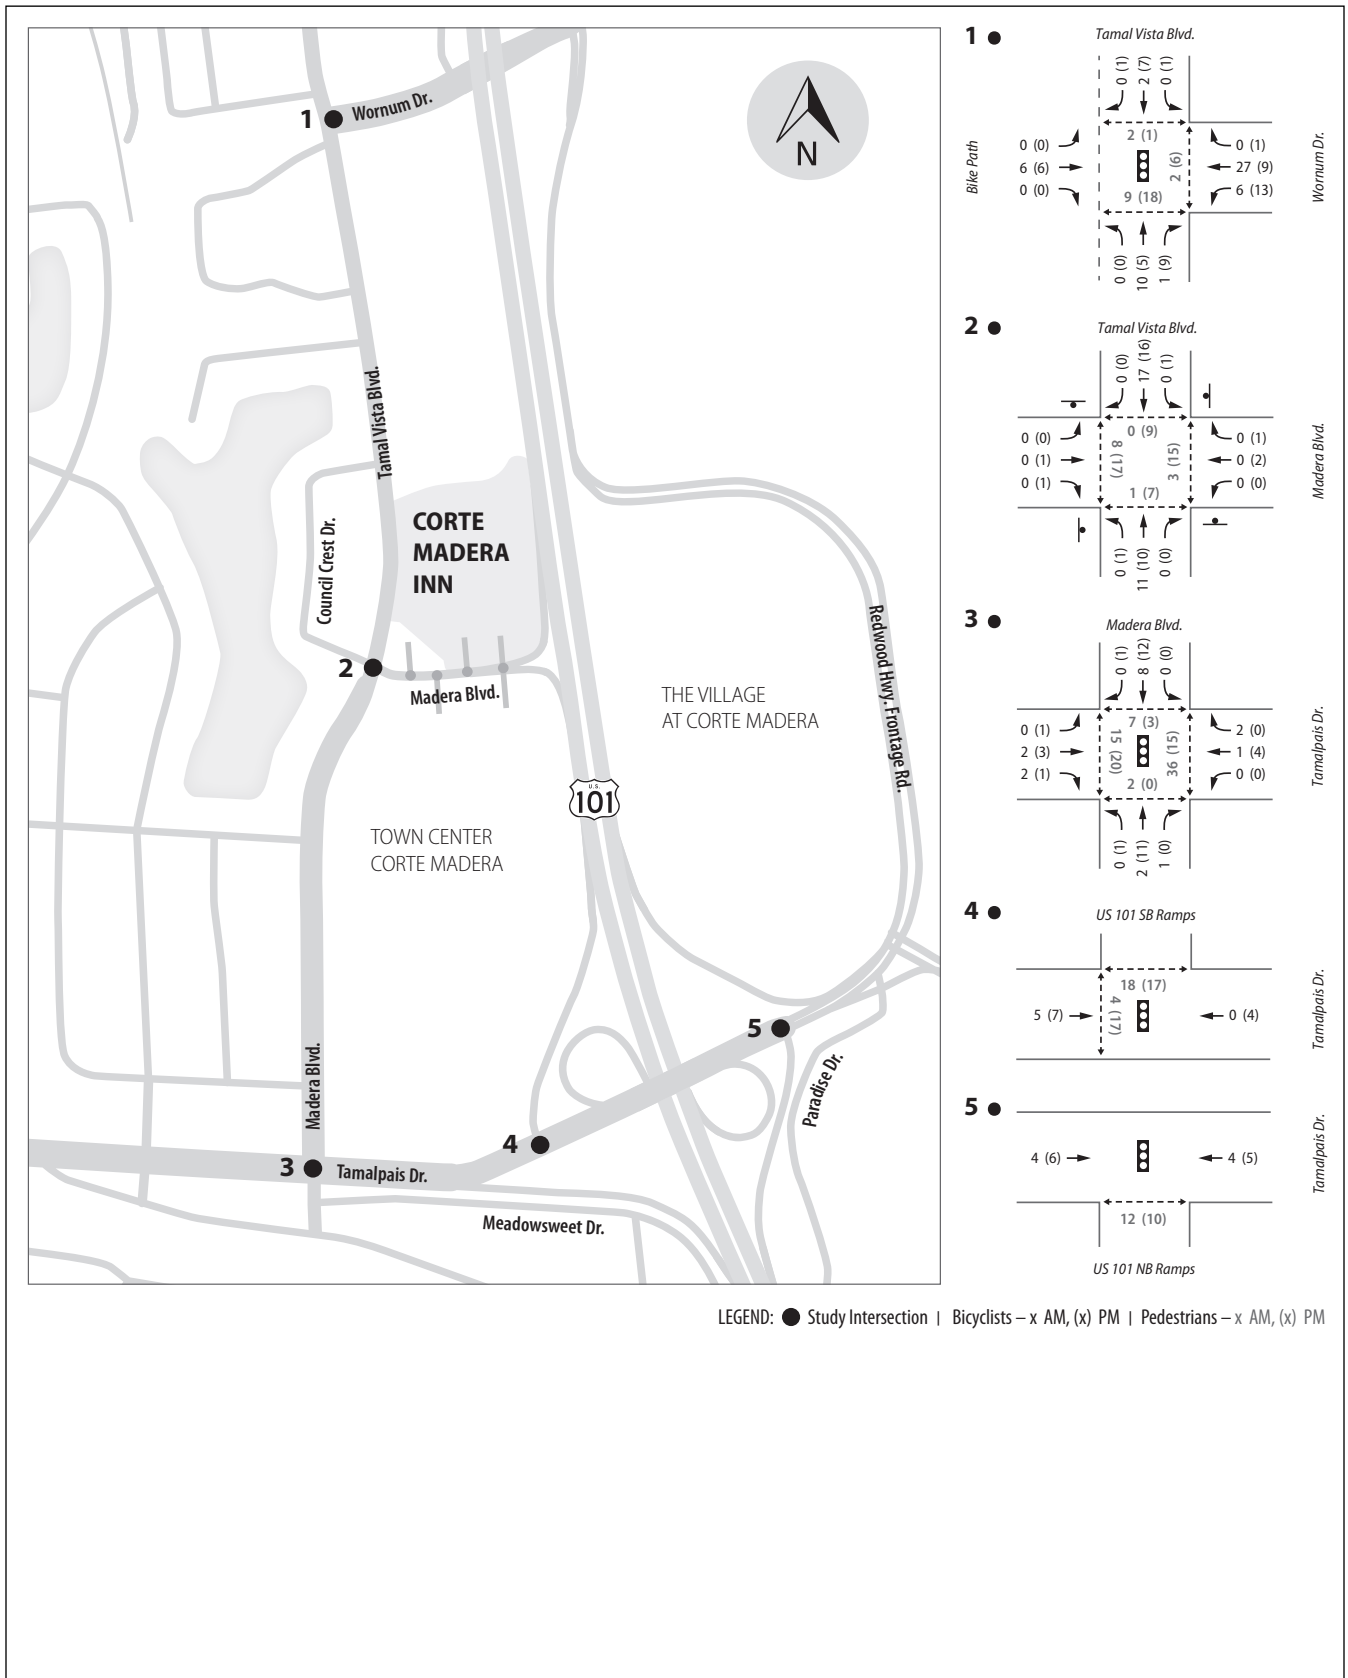 1
Wornum Dr.
N
Tamal Vista Blvd.
Council Crest Dr.
CORTE
MADERA
INN
2
Madera Blvd.
THE VILLAGE
AT CORTE MADERA
Redwood Hwy. Frontage Rd.
U.S.
101
TOWN CENTER
CORTE MADERA
Madera Blvd.
5
Paradise Dr.
4
3
Tamalpais Dr.
Meadowsweet Dr.
1
Tamal Vista Blvd.
0 (1)
2 (7)
0 (1)
Bike Path
0 (0)
6 (6)
0 (0)
2 (1)
2 (6)
9 (18)
0 (1)
27 (9)
6 (13)
Wornum Dr.
0 (0)
10 (5)
1 (9)
2
Tamal Vista Blvd.
0 (0)
17 (16)
0 (1)
0 (0)
0 (1)
0 (1)
0 (9)
8 (17)
3 (15)
1 (7)
0 (1)
0 (2)
0 (0)
Madera Blvd.
0 (1)
11 (10)
0 (0)
3
Madera Blvd.
0 (1)
8 (12)
0 (0)
0 (1)
2 (3)
2 (1)
7 (3)
15 (20)
36 (15)
2 (0)
2 (0)
1 (4)
0 (0)
Tamalpais Dr.
0 (1)
2 (11)
1 (0)
4
US 101 SB Ramps
18 (17)
4 (17)
5 (7)
0 (4)
Tamalpais Dr.
5
4 (6)
4 (5)
Tamalpais Dr.
12 (10)
US 101 NB Ramps
LEGEND: Study Intersection | Bicyclists – x AM, (x) PM | Pedestrians – x AM, (x) PM